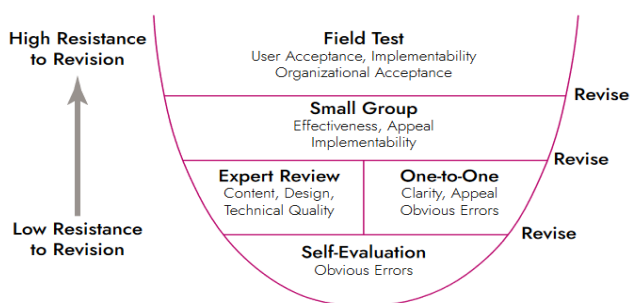 High Resistance
to Revision
Low Resistance
to Revision
Field Test
User Acceptance, Implementability
Organizational Acceptance
Revise
Small Group
Effectiveness, Appeal
Implementability
Revise
Expert Review
Content, Design,
Technical Quality
One-to-One
Clarity, Appeal
Obvious Errors
Revise
Self-Evaluation
Obvious Errors